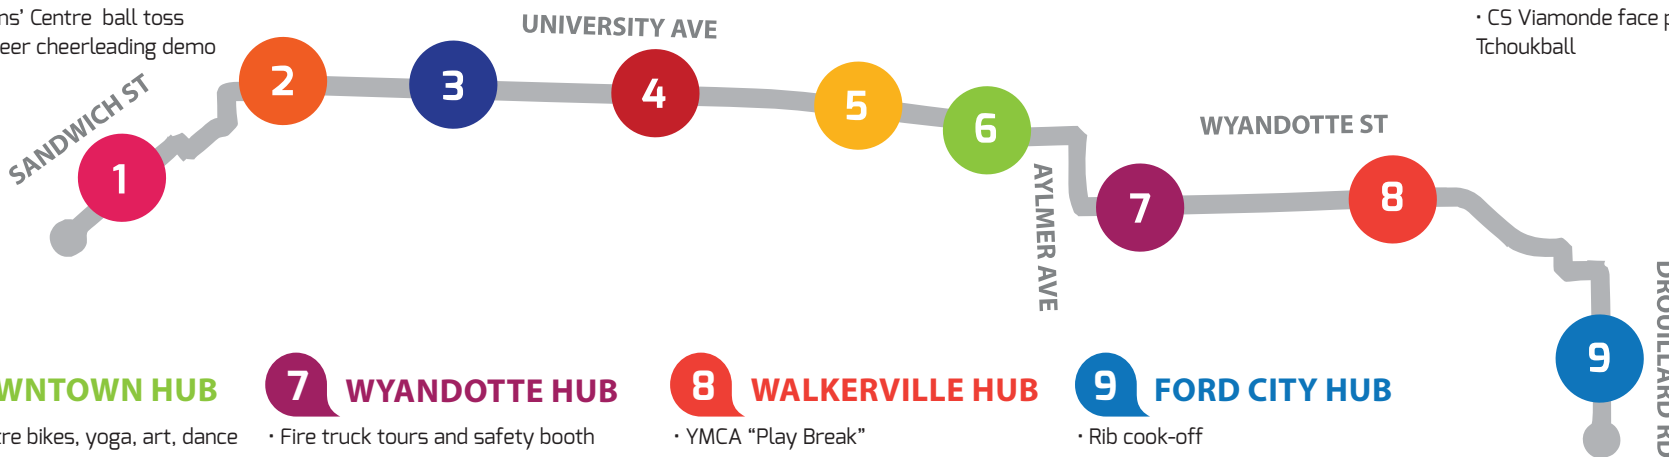 ns’ Centre ball toss
eer cheerleading demo
UNIVERSITY AVE
• CS Viamonde face p
Tchoukball
SANDWICH ST
1
2
3
4
5
6
WYANDOTTE ST
AYLMER AVE
7
8
9
DROUILLARD RD
WNTOWN HUB
tre bikes, yoga, art, dance
7 WYANDOTTE HUB
• Fire truck tours and safety booth
8 WALKERVILLE HUB
• YMCA “Play Break”
9 FORD CITY HUB
• Rib cook-off